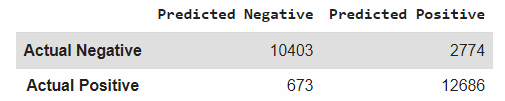 Predicted Negative Predicted Positive
Actual Negative 10403 2774
Actual Positive 673 12686